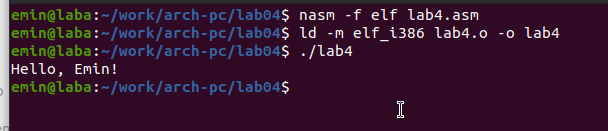 emin@laba:~/work/arch-pc/lab04$ nasm -f elf lab4.asm
emin@laba:~/work/arch-pc/lab04$ ld -m elf_i386 lab4.o -o lab4
emin@laba:~/work/arch-pc/lab04$ ./lab4
Hello, Emin!
emin@laba:~/work/arch-pc/lab04$